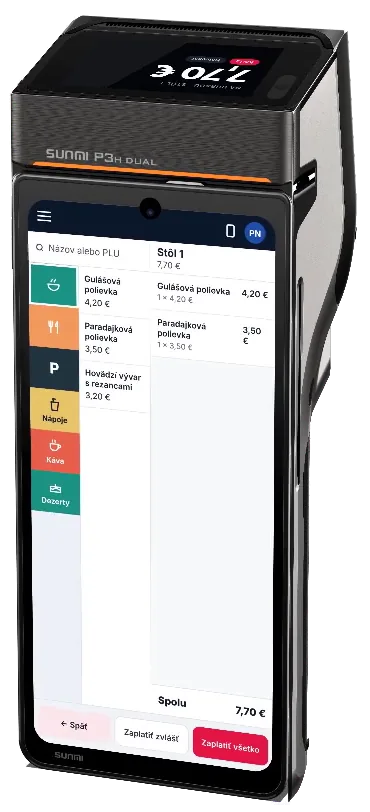 7,70 €
SUNMI P3H DUAL
PN
Názov alebo PLU
Stôl 1
7,70 €
Gulášová
polievka
4,20 €
Paradajková
polievka
3,50 €
Hovädzí vývar
s rezancami
3,20 €
P
Nápoje
Káva
Dezerty
Gulášová polievka 4,20 €
1 × 4,20 €
Paradajková
polievka
3,50
€
1 × 3,50 €
Spolu 7,70 €
← Späť
Zaplatiť zvlášť
Zaplatiť všetko
SUNMI